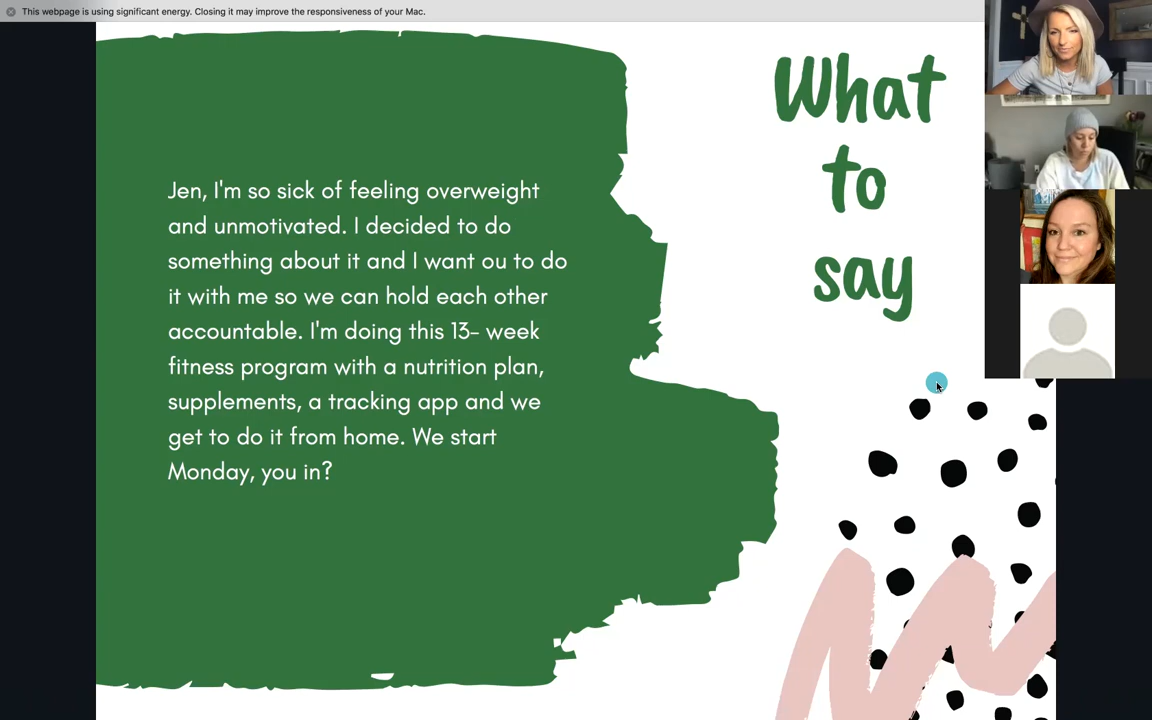 This webpage is using significant energy. Closing it may improve the responsiveness of your Mac.
What
to
say
Jen, I'm so sick of feeling overweight
and unmotivated. I decided to do
something about it and I want ou to do
it with me so we can hold each other
accountable. I'm doing this 13- week
fitness program with a nutrition plan,
supplements, a tracking app and we
get to do it from home. We start
Monday, you in?